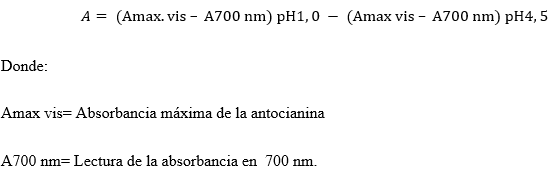 A = (Amax. vis – A700 nm) pH1, 0 − (Amax vis – A700 nm) pH4, 5
Donde:
Amax vis= Absorbancia máxima de la antocianina
A700 nm= Lectura de la absorbancia en 700 nm.